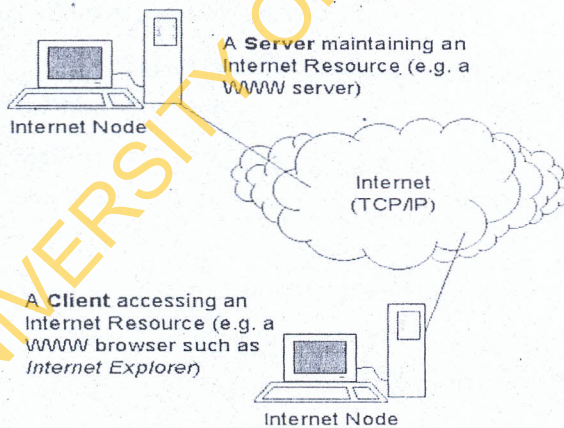 A Server maintaining an
Internet Resource (e.g. a
WWW server)
Internet Node
Internet
(TCP/IP)
A Client accessing an
Internet Resource (e.g. a
WWW browser such as
Internet Explorer)
Internet Node
UNIVERSITY O